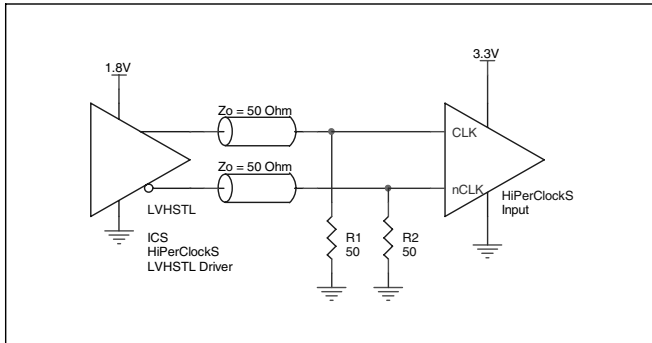 1.8V
3.3V
Zo = 50 Ohm
CLK
Zo = 50 Ohm
nCLK
HiPerClockS
Input
LVHSTL
ICS
HiPerClockS
LVHSTL Driver
R1
50
R2
50